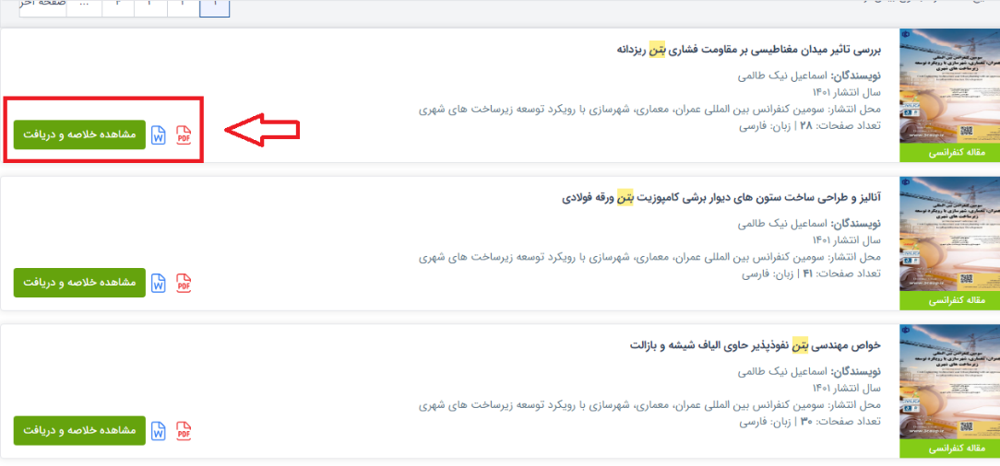 صفحه آخر
...
بررسی تاثیر میدان مغناطیسی بر مقاومت فشاری بتن ریزدانه
نویسندگان: اسماعیل نیک طالمی
سال انتشار ۱۴۰۱
محل انتشار: سومین کنفرانس بین المللی عمران، معماری، شهرسازی با رویکرد توسعه زیرساخت های شهری
تعداد صفحات: ۲۸ | زبان: فارسی
مشاهده خلاصه و دریافت
W
PDF
مقاله کنفرانسی
آنالیز و طراحی ساخت ستون های دیوار برشی کامپوزیت بتن ورقه فولادی
نویسندگان: اسماعیل نیک طالمی
سال انتشار ۱۴۰۱
محل انتشار: سومین کنفرانس بین المللی عمران، معماری، شهرسازی با رویکرد توسعه زیرساخت های شهری
تعداد صفحات: ۴۱ | زبان: فارسی
مشاهده خلاصه و دریافت
W
PDF
مقاله کنفرانسی
خواص مهندسی بتن نفوذپذیر حاوی الیاف شیشه و بازالت
نویسندگان: اسماعیل نیک طالمی
سال انتشار ۱۴۰۱
محل انتشار: سومین کنفرانس بین المللی عمران، معماری، شهرسازی با رویکرد توسعه زیرساخت های شهری
تعداد صفحات: ۳۰ | زبان: فارسی
مشاهده خلاصه و دریافت
W
PDF
مقاله کنفرانسی